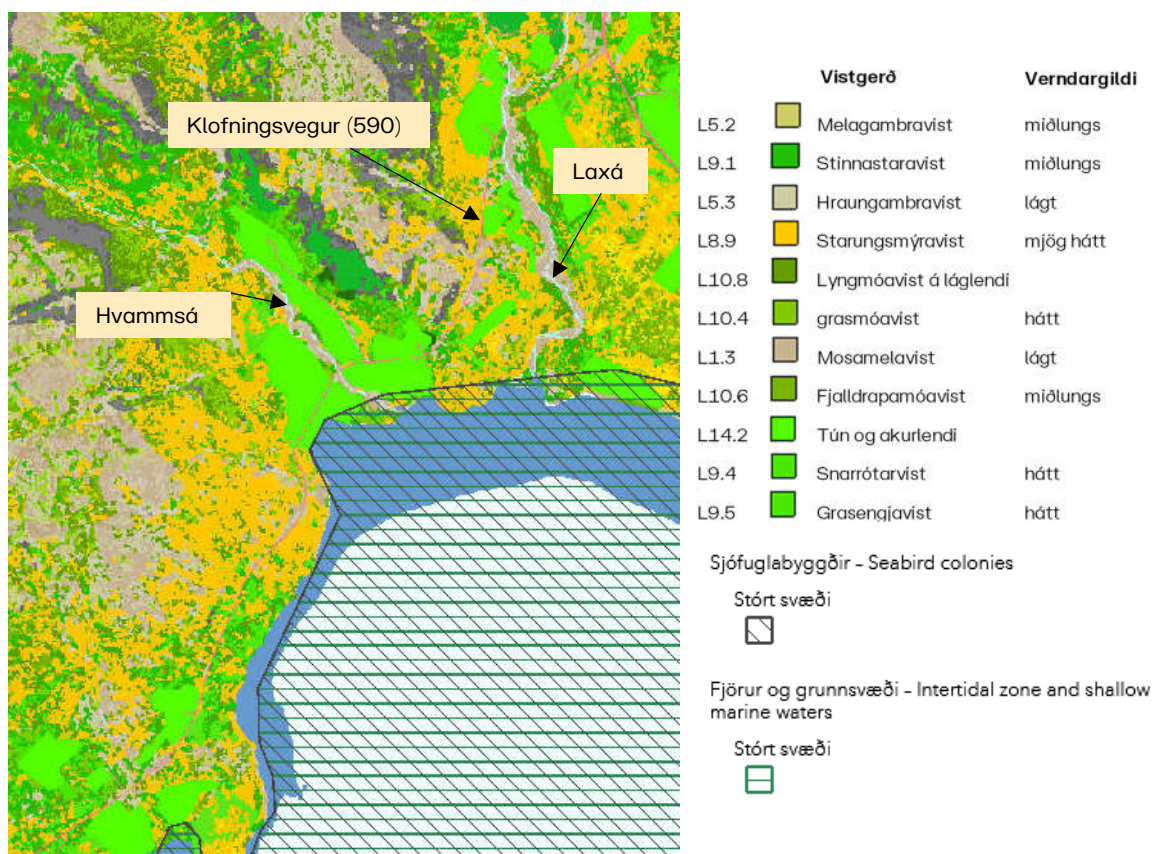 Klofningsvegur (590)
Laxá
Hvammsá
Vistgerð Verndargildi
L5.2 Melagambravist miðlungs
L9.1 Stinnastaravist miðlungs
L5.3 Hraungambravist lágt
L8.9 Starungsmýravist mjög hátt
L10.8 Lyngmóavist á láglendi
L10.4 grasmóavist hátt
L1.3 Mosamelavist lágt
L10.6 Fjalldrapamóavist miðlungs
L14.2 Tún og akurlendi
L9.4 Snarrótarvist hátt
L9.5 Grasengjavist hátt
Sjófuglabyggðir - Seabird colonies
Stórt svæði
Fjörur og grunnsvæði - Intertidal zone and shallow
marine waters
Stórt svæði